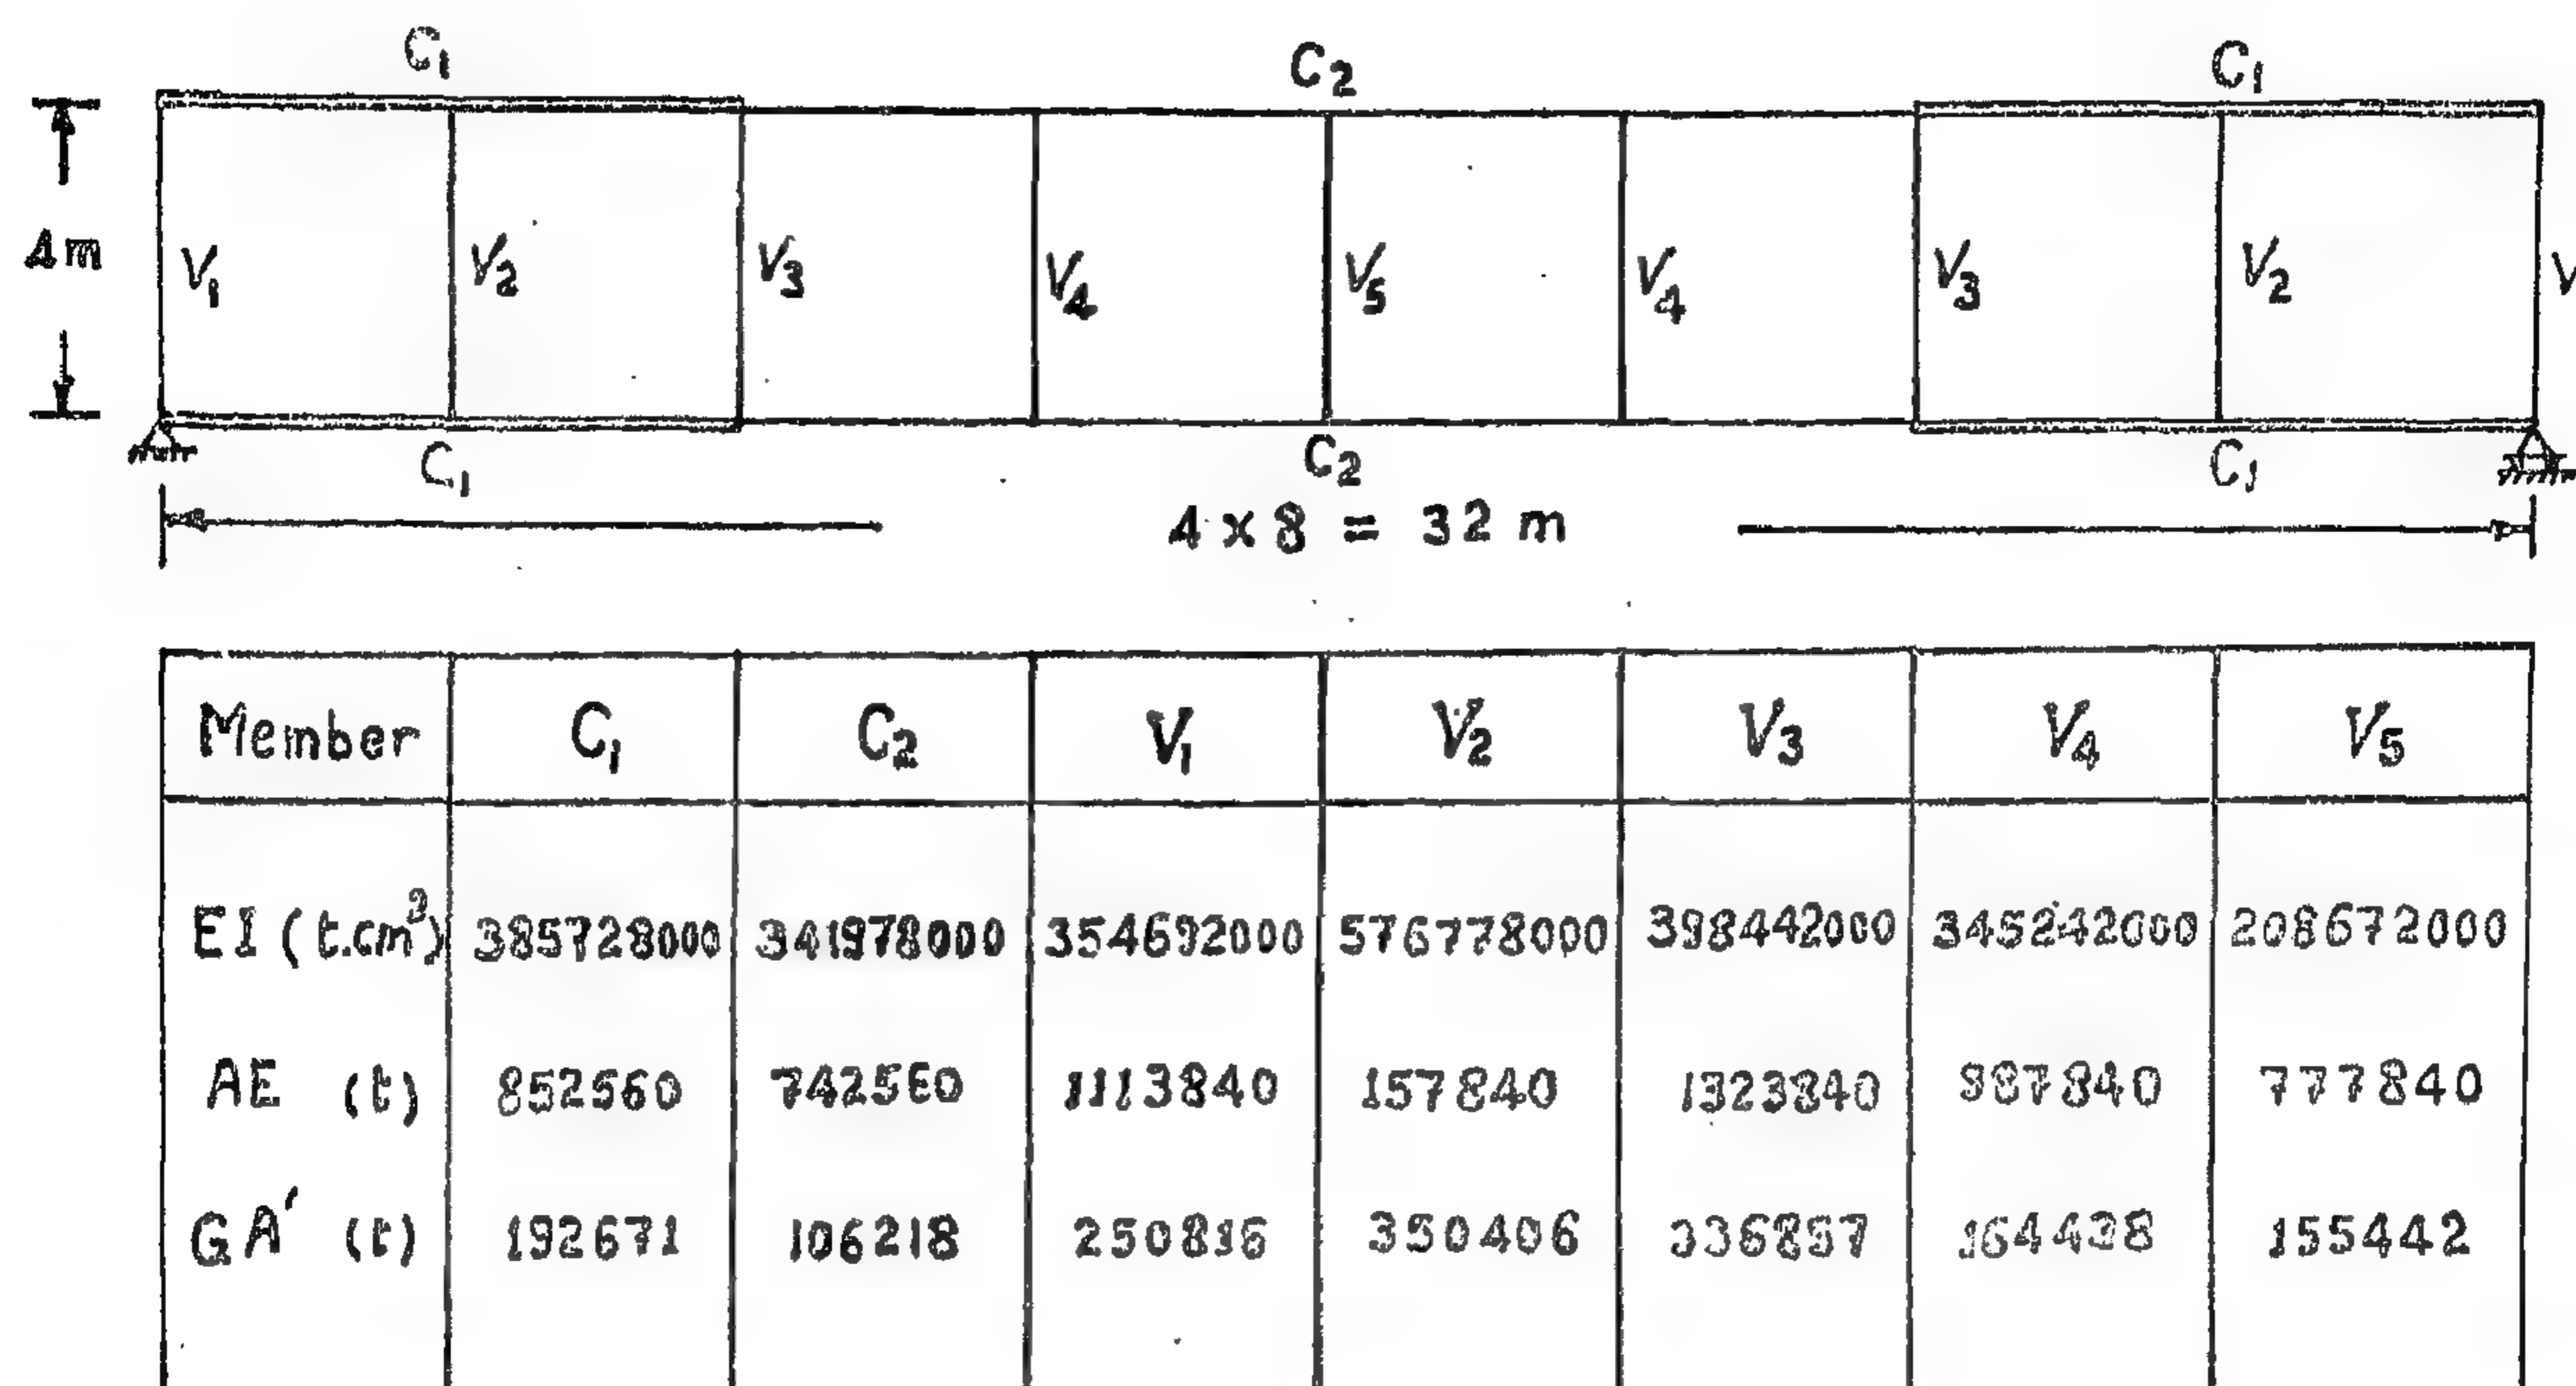 C₁ C₂ C₁
4m V₁ V₂ V₃ V₄ V₅ V₄ V₃ V₂ V
C₁ C₂ C₁
4 x 8 = 32 m
Member C₁ C₂ V₁ V₂ V₃ V₄ V₅
EI (t.cm²) 385728000 341978000 354692000 576778000 398442000 345242000 208672000
AE (t) 852560 742560 1113840 157840 1323840 987840 777840
GA′ (t) 192671 106218 250816 350406 336857 164438 155442